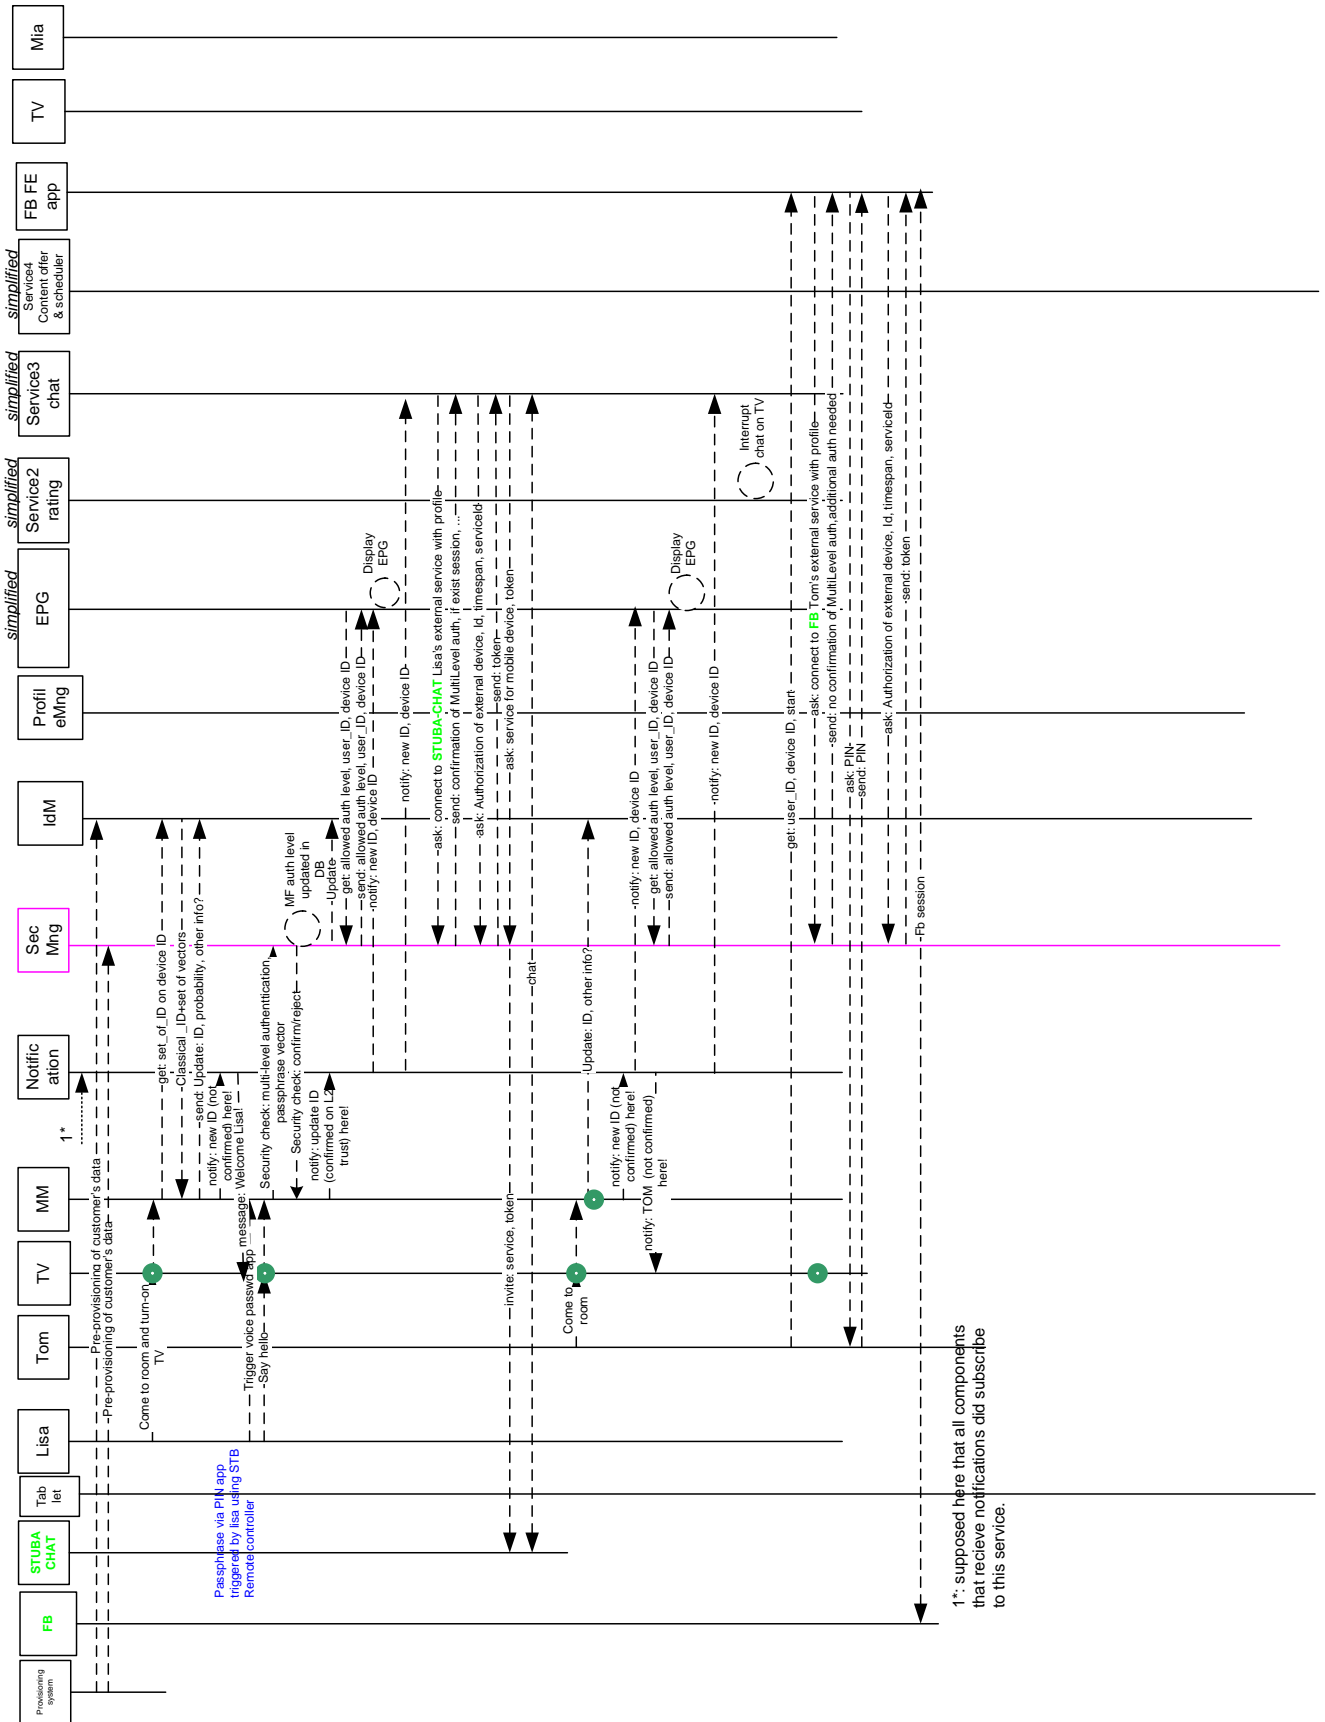 Provisioning
system
FB
STUBA
CHAT
Tab
let
Lisa
Tom
TV
MM
Notific
ation
Sec
Mng
IdM
Profil
eMng
simplified
EPG
simplified
Service2
rating
simplified
Service3
chat
simplified
Service4
Content offer
& scheduler
FB FE
app
TV
Mia
1*
Pre-provisioning of customer's data
Pre-provisioning of customer's data
Come to room and turn-on
TV
get: set_of_ID on device ID
Classical_ID+set of vectors
send: Update: ID, probability, other info?
notify: new ID (not
confirmed) here!
message: Welcome Lisa!
Passphrase via PIN app
triggered by lisa using STB
Remote controller
Trigger voice passwd app
Say hello
Security check: multi-level authenttication,
passphrase vector
Security check: confirm/reject
MF auth level
updated in
DB
notify: update ID
(confirmed on L2
trust) here!
Update
get: allowed auth level, user_ID, device ID
send: allowed auth level, user_ID, device ID
notify: new ID, device ID
Display
EPG
notify: new ID, device ID
ask: connect to STUBA-CHAT Lisa's external service with profile
send: confirmation of MultiLevel auth, if exist session, ...
ask: Authorization of external device, Id, timespan, serviceId
send: token
ask: service for mobile device, token
invite: service, token
chat
Come to
room
Update: ID, other info?
notify: new ID (not
confirmed) here!
notify: new ID, device ID
notify: TOM (not confirmed)
here!
get: allowed auth level, user_ID, device ID
send: allowed auth level, user_ID, device ID
Display
EPG
notify: new ID, device ID
Interrupt
chat on TV
get: user_ID, device ID, start
ask: connect to FB Tom's external service with profile
send: no confirmation of MultiLevel auth,additional auth needed
ask: PIN
send: PIN
ask: Authorization of external device, Id, timespan, serviceId
send: token
Fb session
1*: supposed here that all components
that recieve notifications did subscribe
to this service.